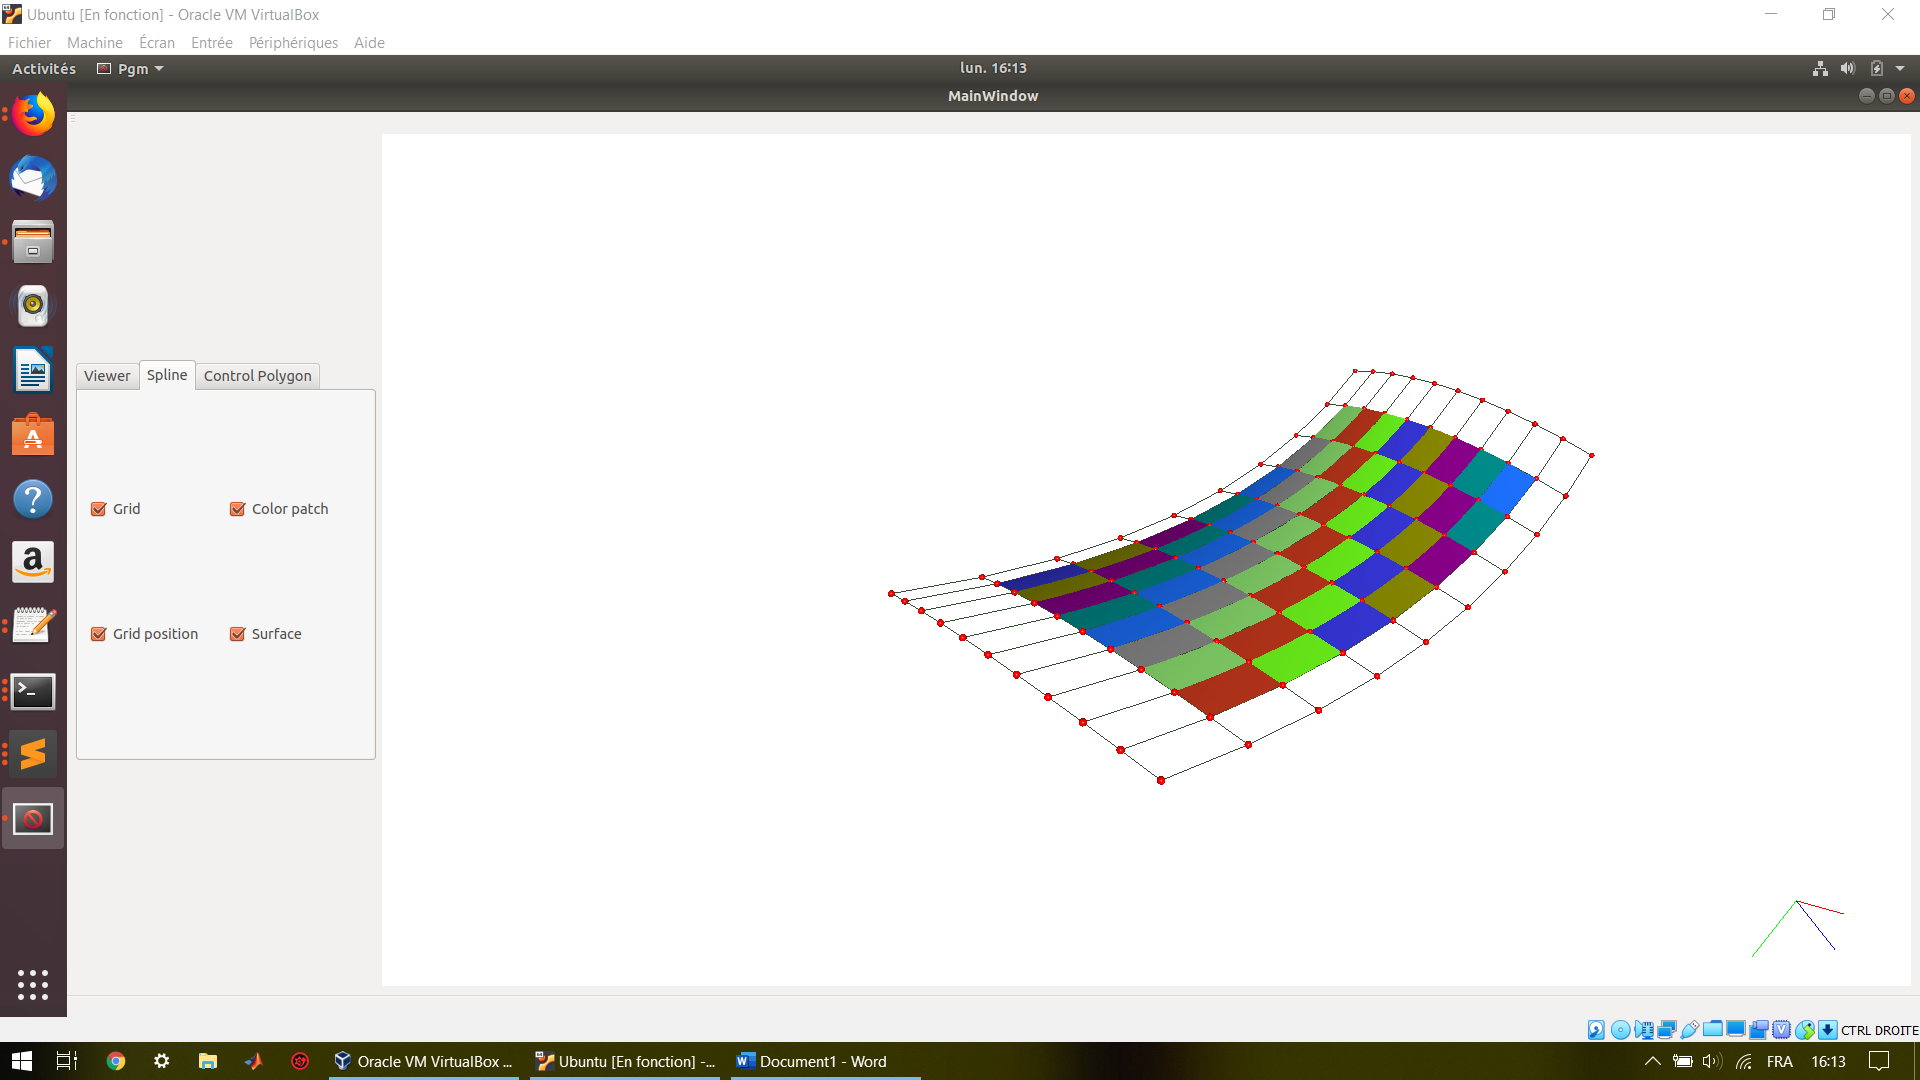 Ubuntu [En fonction] - Oracle VM VirtualBox
Fichier Machine Écran Entrée Périphériques Aide
Activités Pgm lun. 16:13
MainWindow
Viewer Spline Control Polygon
Grid Color patch
Grid position Surface
CTRL DROITE
Oracle VM VirtualBox ... Ubuntu [En fonction] -... Document1 - Word FRA 16:13